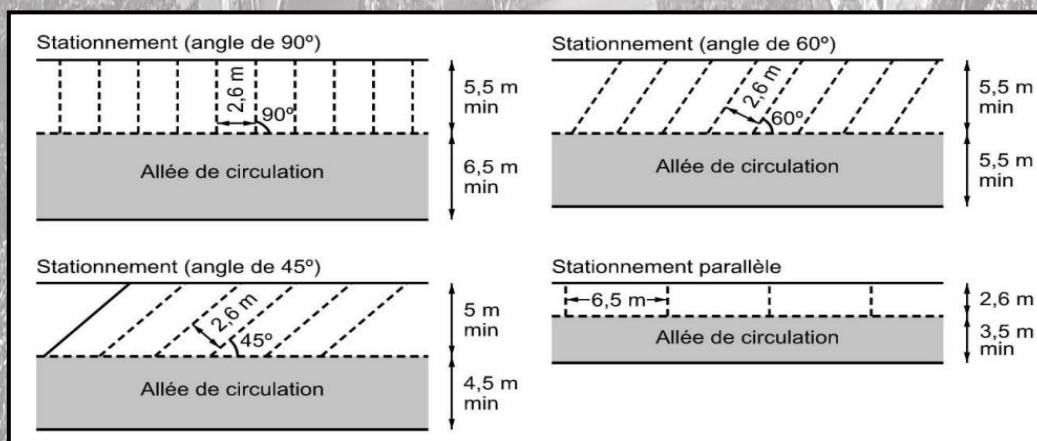 Stationnement (angle de 90º)
2,6 m
90º
5,5 m
min
Allée de circulation
6,5 m
min
Stationnement (angle de 60º)
2,6 m
60º
5,5 m
min
Allée de circulation
5,5 m
min
Stationnement (angle de 45º)
2,6 m
45º
5 m
min
Allée de circulation
4,5 m
min
Stationnement parallèle
6,5 m
2,6 m
Allée de circulation
3,5 m
min